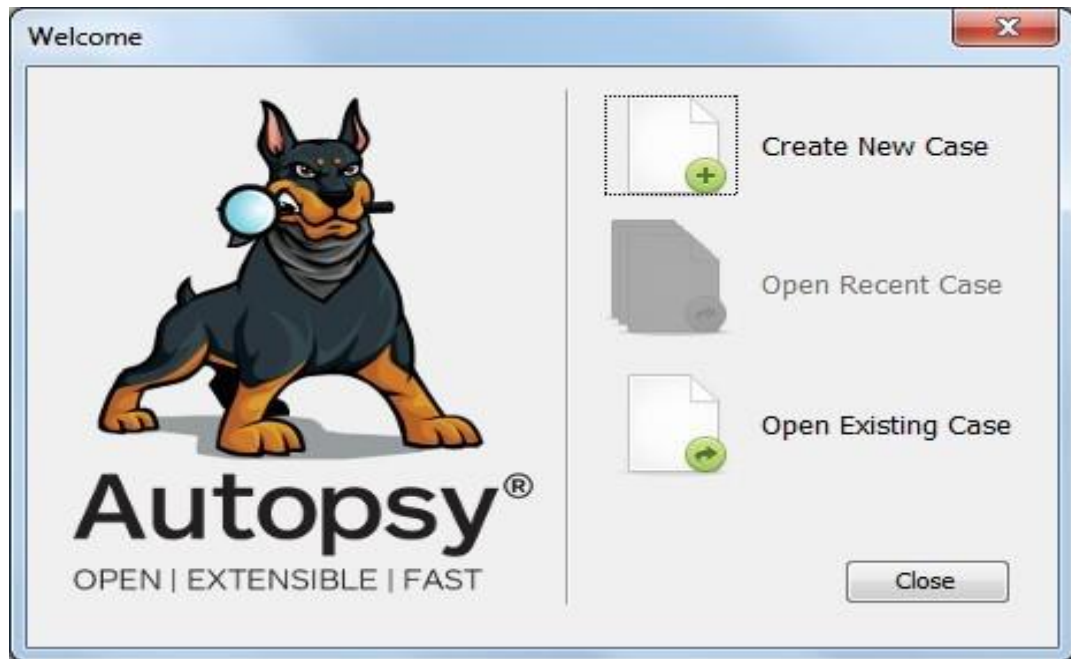 Welcome
Autopsy®
OPEN | EXTENSIBLE | FAST
Create New Case
Open Recent Case
Open Existing Case
Close